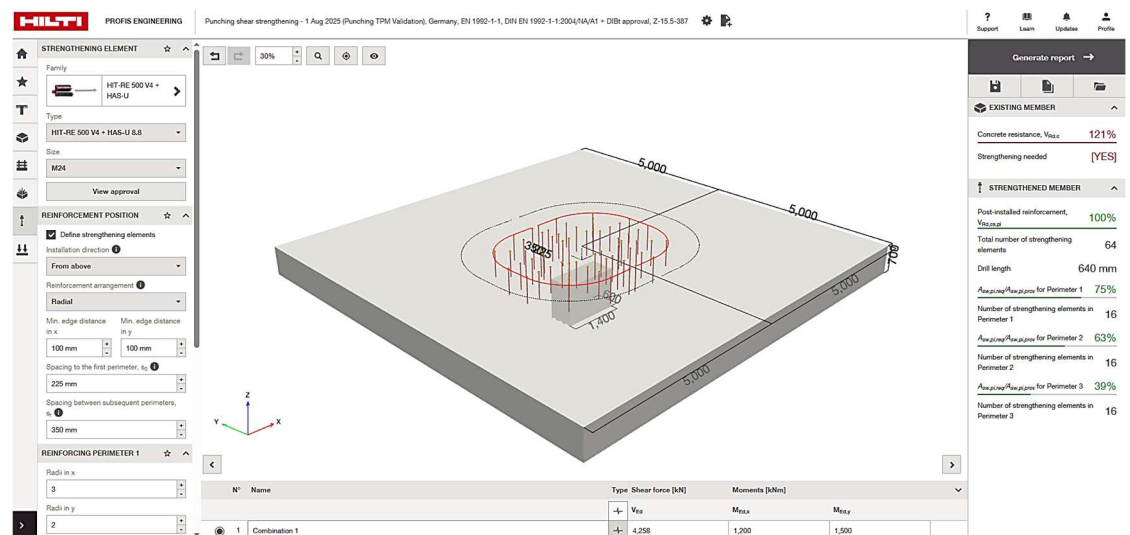 HILTI
PROFIS ENGINEERING
Punching shear strengthening - 1 Aug 2025 (Punching TPM Validation), Germany, EN 1992-1-1, DIN EN 1992-1-1:2004/NA/A1 + DIBt approval, Z-15.5-387
Support
Learn
Updates
Profile
STRENGTHENING ELEMENT
Family
HIT-RE 500 V4 +
HAS-U
Type
HIT-RE 500 V4 + HAS-U 8.8
Size
M24
View approval
REINFORCEMENT POSITION
Define strengthening elements
Installation direction
From above
Reinforcement arrangement
Radial
Min. edge distance
in x
Min. edge distance
in y
100 mm
100 mm
Spacing to the first perimeter, s0
225 mm
Spacing between subsequent perimeters,
sr
350 mm
REINFORCING PERIMETER 1
Radii in x
3
Radii in y
2
30%
5,000
5,000
700
5,000
5,000
1,400
Z
Y
X
N° Name Type Shear force [kN] Moments [kNm]
VEd MEd,x MEd,y
1 Combination 1 4,258 1,200 1,500
Generate report
EXISTING MEMBER
Concrete resistance, VRd,c 121%
Strengthening needed [YES]
STRENGTHENED MEMBER
Post-installed reinforcement,
VRd,cs,pi 100%
Total number of strengthening
elements 64
Drill length 640 mm
Asw,pi,req/Asw,pi,prov for Perimeter 1 75%
Number of strengthening elements in
Perimeter 1 16
Asw,pi,req/Asw,pi,prov for Perimeter 2 63%
Number of strengthening elements in
Perimeter 2 16
Asw,pi,req/Asw,pi,prov for Perimeter 3 39%
Number of strengthening elements in
Perimeter 3 16